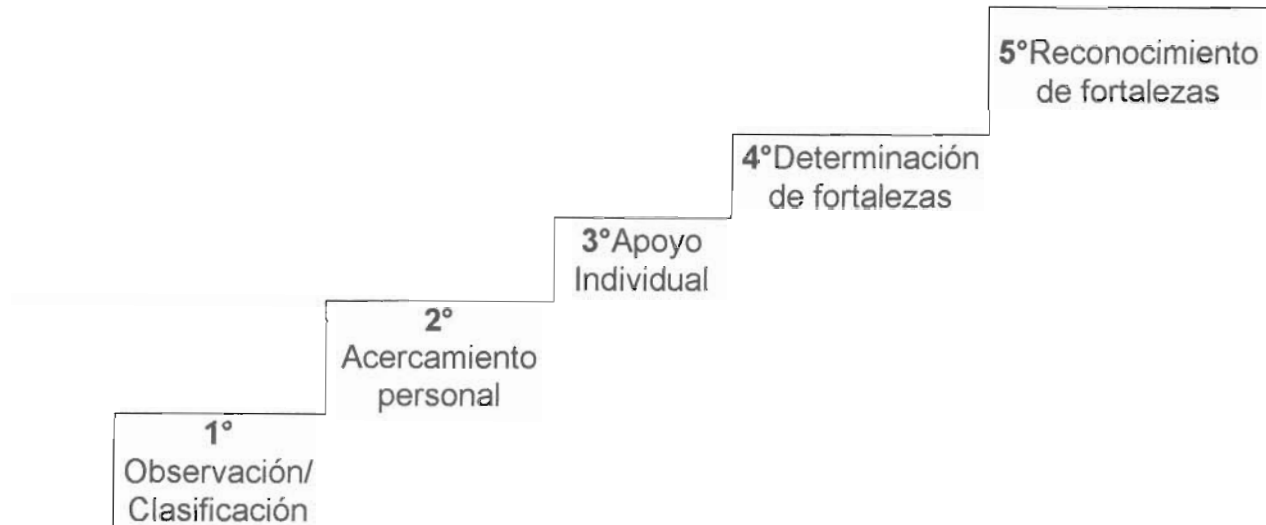 1°
Observación/
Clasificación
2°
Acercamiento
personal
3°Apoyo
Individual
4°Determinación
de fortalezas
5°Reconocimiento
de fortalezas